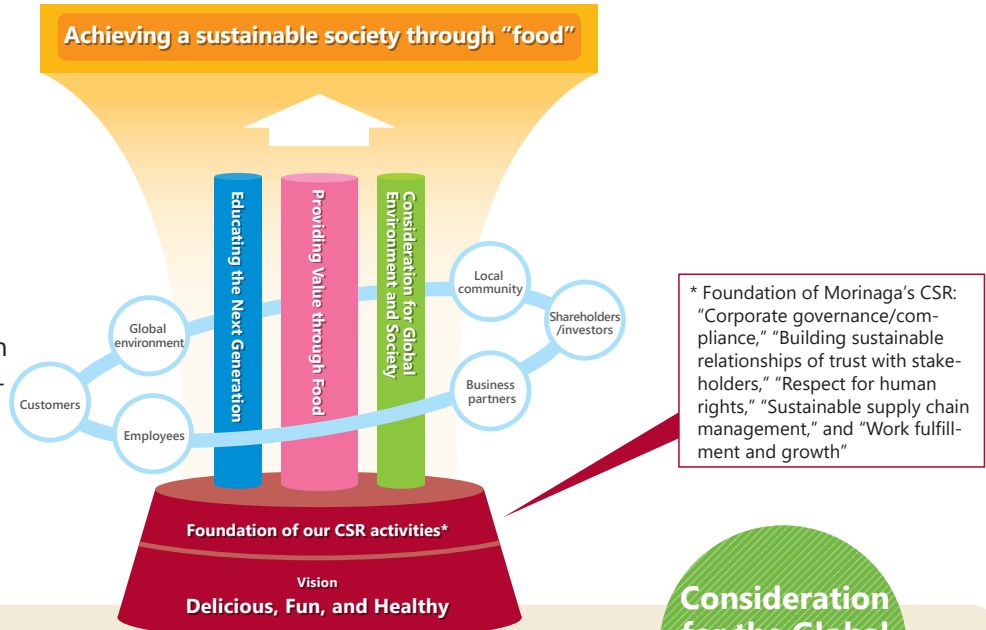 Achieving a sustainable society through “food”
Educating the Next Generation
Providing Value through Food
Consideration for Global
Environment and Society
Local
community
Shareholders
/investors
Global
environment
Customers
Employees
Business
partners
* Foundation of Morinaga’s CSR:
“Corporate governance/com-
pliance,” “Building sustainable
relationships of trust with stake-
holders,” “Respect for human
rights,” “Sustainable supply chain
management,” and “Work fulfill-
ment and growth”
Foundation of our CSR activities*
Vision
Delicious, Fun, and Healthy
Consideration
for the Global